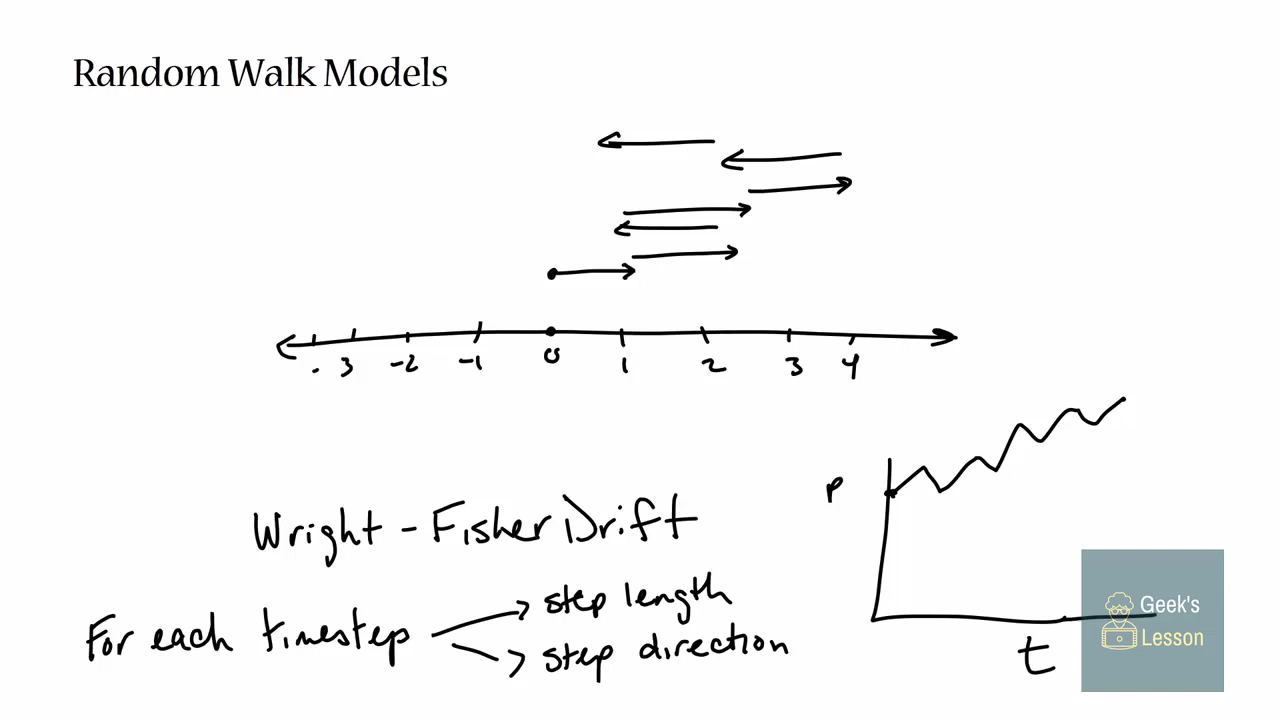 Random Walk Models
. 3 -2 -1 0 1 2 3 4
P
Wright - Fisher Drift
For each timestep
step length
step direction
t
Geek's
Lesson